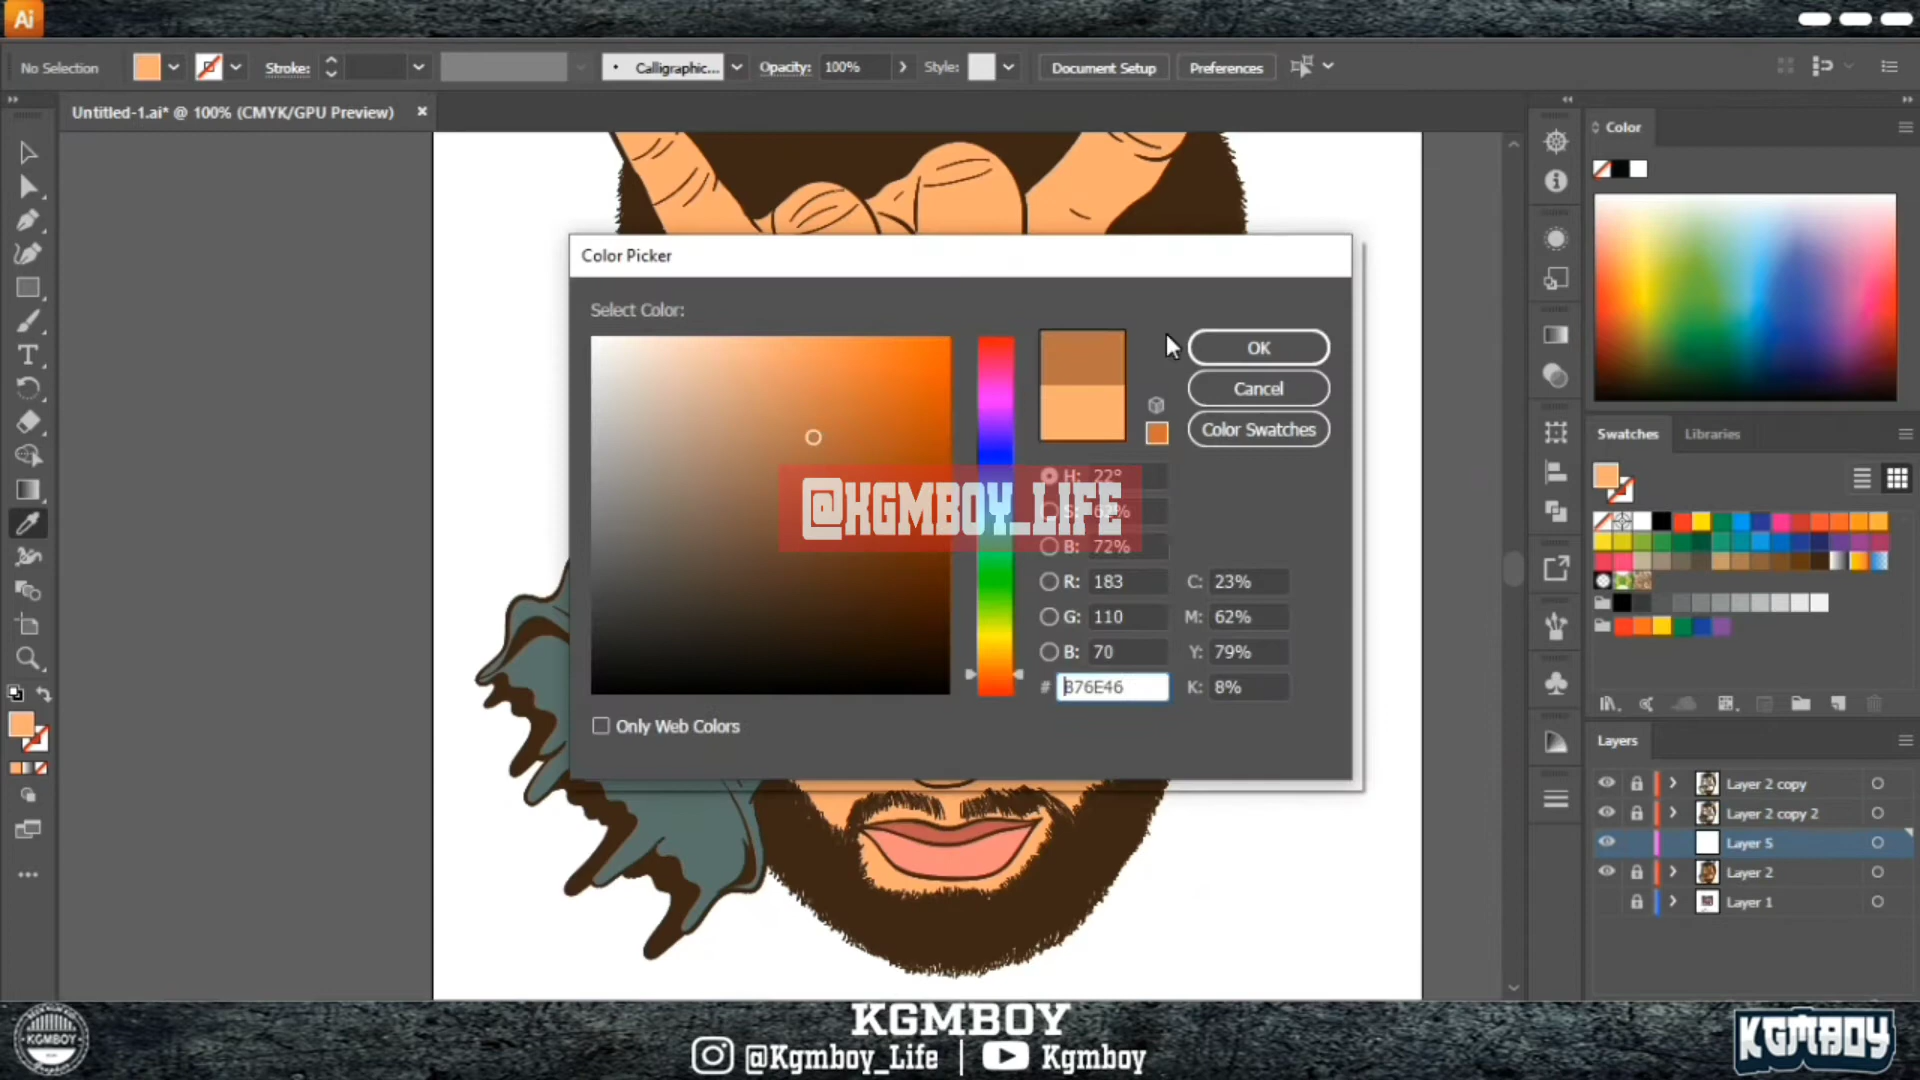 Ai
No Selection
Stroke:
Calligraphic...
Opacity: 100%
Style:
Document Setup
Preferences
Untitled-1.ai* @ 100% (CMYK/GPU Preview) ×
Color
Color Picker
Select Color:
OK
Cancel
Color Swatches
H: 22°
S: 62%
B: 72%
@KGMBOY_LIFE
R: 183
C: 23%
G: 110
M: 62%
B: 70
Y: 79%
# B76E46
K: 8%
Only Web Colors
Swatches
Libraries
Layers
Layer 2 copy
Layer 2 copy 2
Layer 5
Layer 2
Layer 1
KGMBOY
KGMBOY
@Kgmboy_Life | Kgmboy
KGMBOY